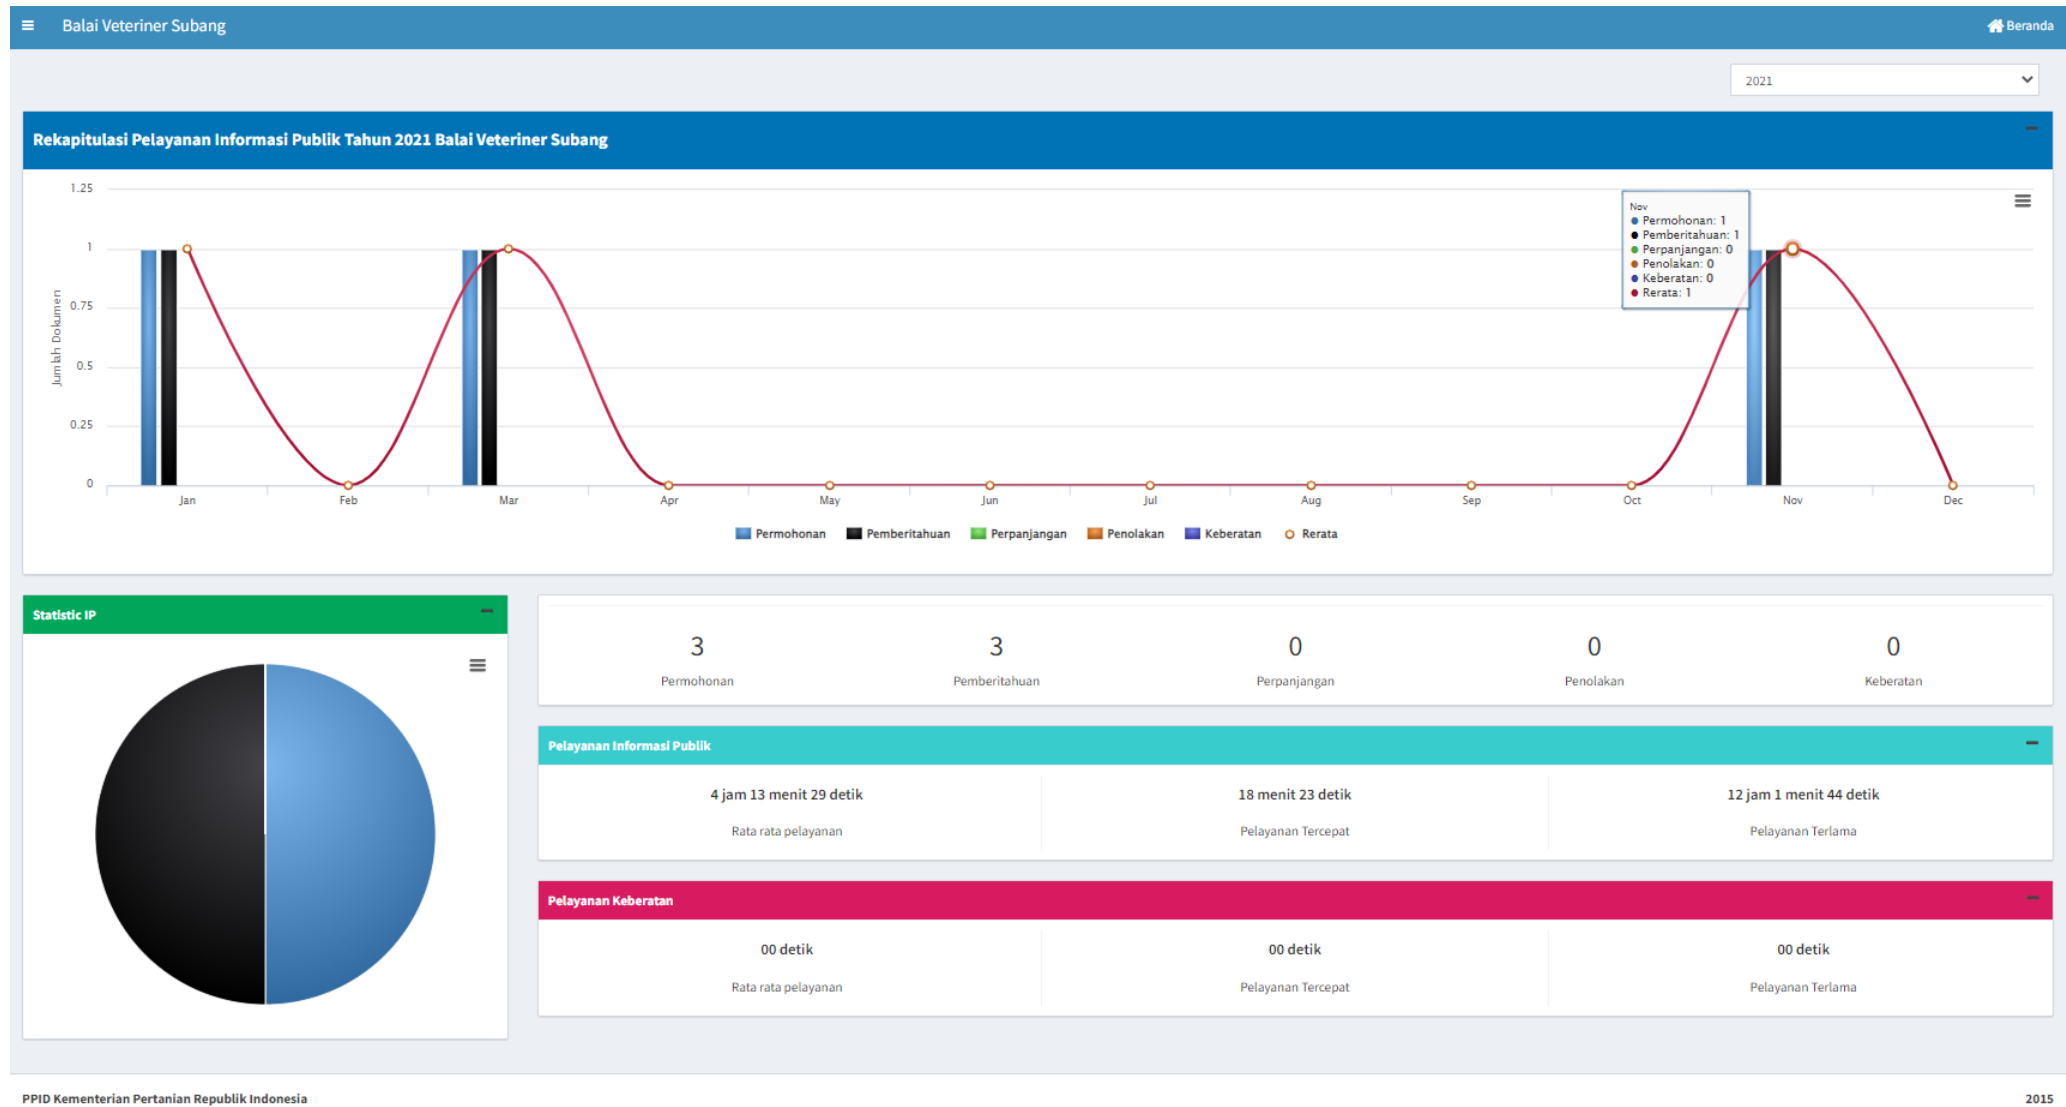 Balai Veteriner Subang
Beranda
2021
Rekapitulasi Pelayanan Informasi Publik Tahun 2021 Balai Veteriner Subang
1.25
1
0.75
0.5
0.25
0
Jumlah Dokumen
Nov
Permohonan: 1
Pemberitahuan: 1
Perpanjangan: 0
Penolakan: 0
Keberatan: 0
Rerata: 1
Jan Feb Mar Apr May Jun Jul Aug Sep Oct Nov Dec
Permohonan Pemberitahuan Perpanjangan Penolakan Keberatan Rerata
Statistic IP
3 3 0 0 0
Permohonan Pemberitahuan Perpanjangan Penolakan Keberatan
Pelayanan Informasi Publik
4 jam 13 menit 29 detik 18 menit 23 detik 12 jam 1 menit 44 detik
Rata rata pelayanan Pelayanan Tercepat Pelayanan Terlama
Pelayanan Keberatan
00 detik 00 detik 00 detik
Rata rata pelayanan Pelayanan Tercepat Pelayanan Terlama
PPID Kementerian Pertanian Republik Indonesia
2015